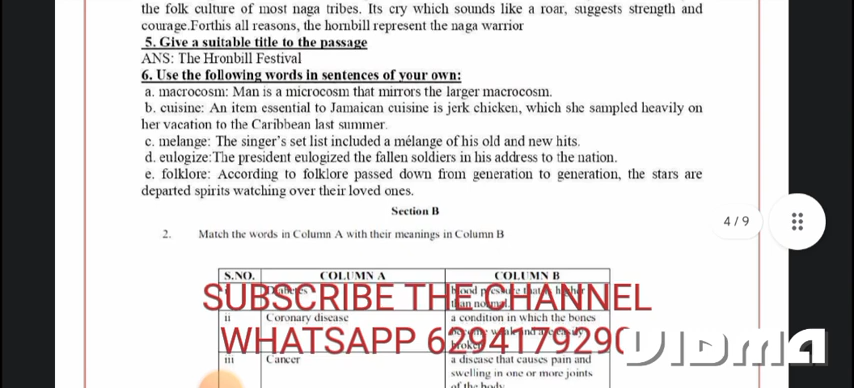 the folk culture of most naga tribes. Its cry which sounds like a roar, suggests strength and
courage.Forthis all reasons, the hornbill represent the naga warrior
5. Give a suitable title to the passage
ANS: The Hronbill Festival
6. Use the following words in sentences of your own:
a. macrocosm: Man is a microcosm that mirrors the larger macrocosm.
b. cuisine: An item essential to Jamaican cuisine is jerk chicken, which she sampled heavily on
her vacation to the Caribbean last summer.
c. melange: The singer's set list included a mélange of his old and new hits.
d. eulogize:The president eulogized the fallen soldiers in his address to the nation.
e. folklore: According to folklore passed down from generation to generation, the stars are
departed spirits watching over their loved ones.
Section B
4 / 9
2. Match the words in Column A with their meanings in Column B
S.NO. COLUMN A COLUMN B
SUBSCRIBE THE CHANNEL
than normal.
ii Coronary disease a condition in which the bones
WHATSAPP 629417929
VIDMA
broken
iii Cancer a disease that causes pain and
swelling in one or more joints
of the body